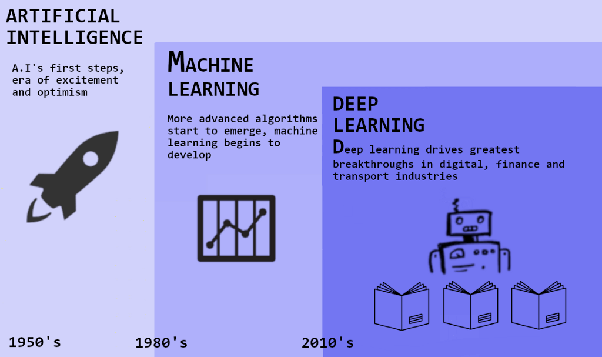 ARTIFICIAL
INTELLIGENCE
A.I's first steps,
era of excitement
and optimism
MACHINE
LEARNING
More advanced algorithms
start to emerge, machine
learning begins to
develop
DEEP
LEARNING
Deep learning drives greatest
breakthroughs in digital, finance and
transport industries
1950's
1980's
2010's